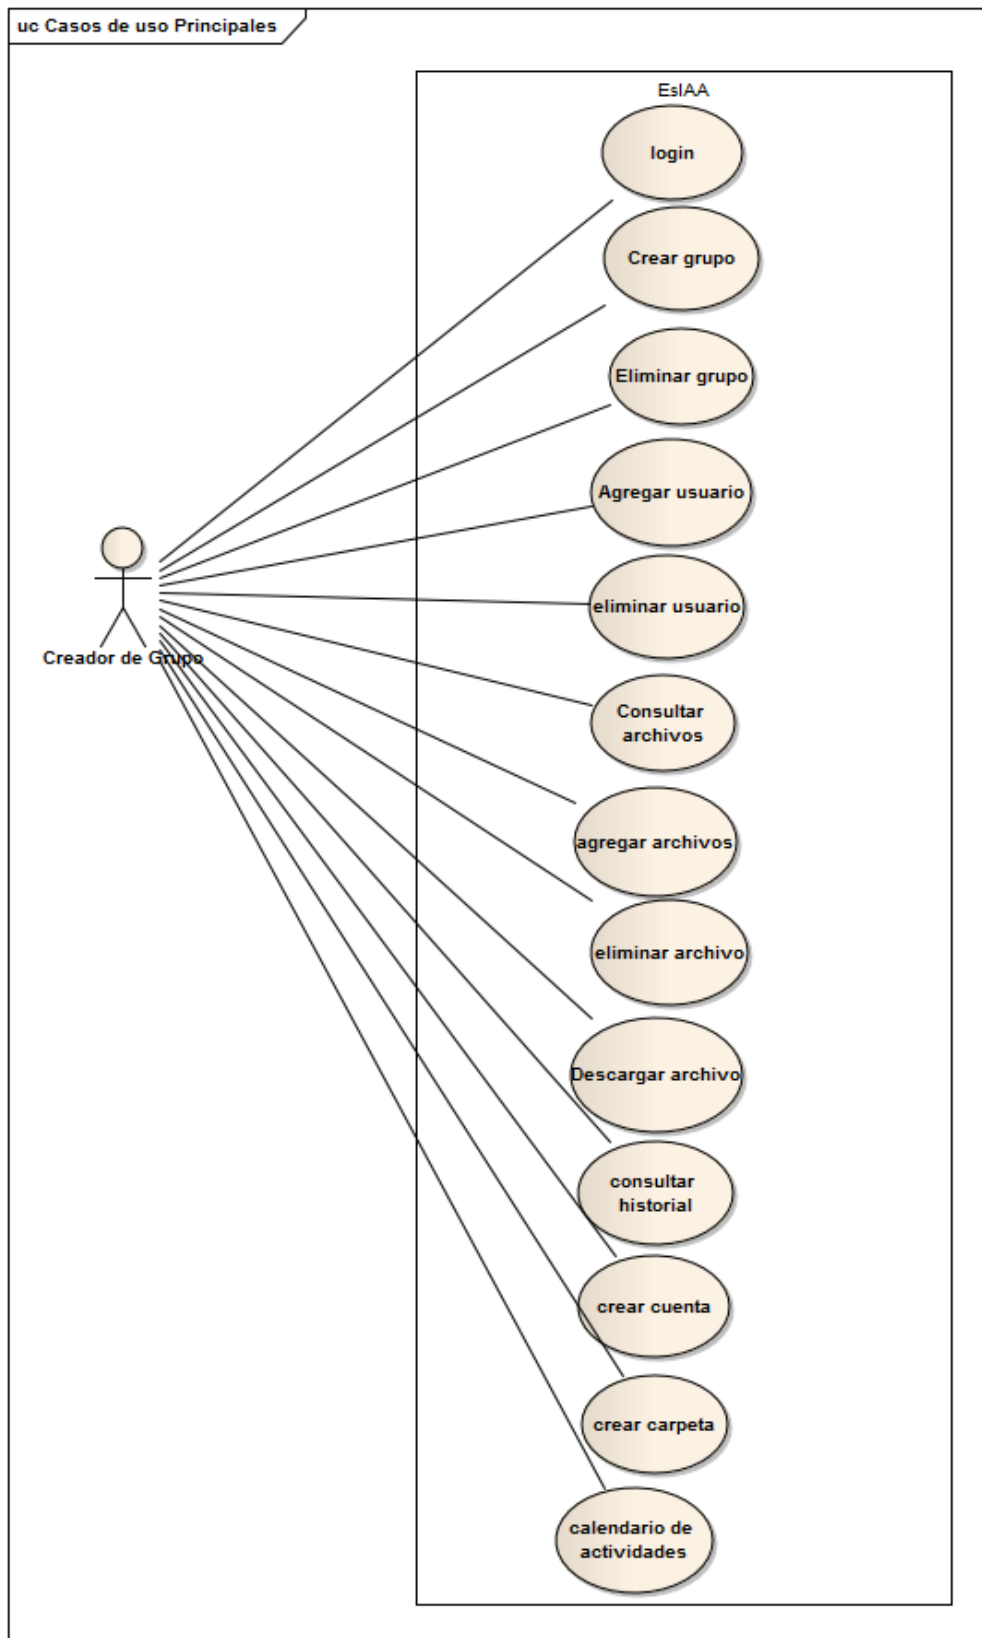 uc Casos de uso Principales
EsIAA
login
Crear grupo
Eliminar grupo
Agregar usuario
eliminar usuario
Creador de Grupo
Consultar
archivos
agregar archivos
eliminar archivo
Descargar archivo
consultar
historial
crear cuenta
crear carpeta
calendario de
actividades